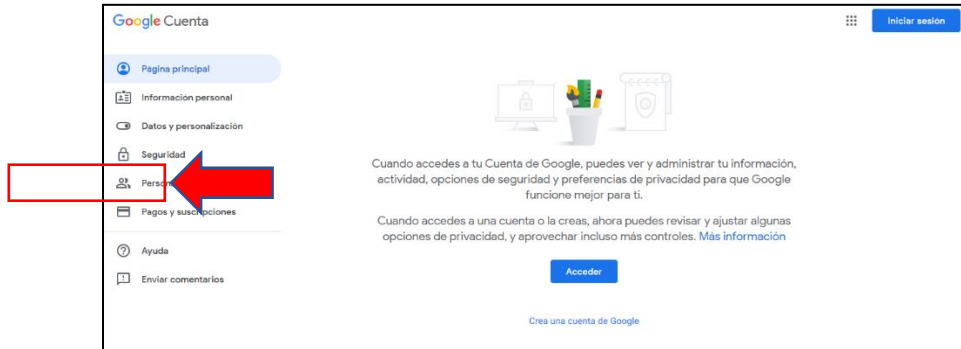 Google Cuenta
Iniciar sesión
Página principal
Información personal
Datos y personalización
Seguridad
Pagos y suscripciones
Ayuda
Enviar comentarios
Cuando accedes a tu Cuenta de Google, puedes ver y administrar tu información,
actividad, opciones de seguridad y preferencias de privacidad para que Google
funcione mejor para ti.
Cuando accedes a una cuenta o la creas, ahora puedes revisar y ajustar algunas
opciones de privacidad, y aprovechar incluso más controles. Más información
Acceder
Crea una cuenta de Google